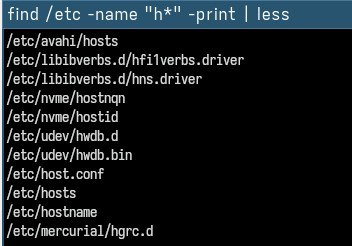 find /etc -name "h*" -print | less
/etc/avahi/hosts
/etc/libibverbs.d/hfi1verbs.driver
/etc/libibverbs.d/hns.driver
/etc/nvme/hostnqn
/etc/nvme/hostid
/etc/udev/hwdb.d
/etc/udev/hwdb.bin
/etc/host.conf
/etc/hosts
/etc/hostname
/etc/mercurial/hgrc.d